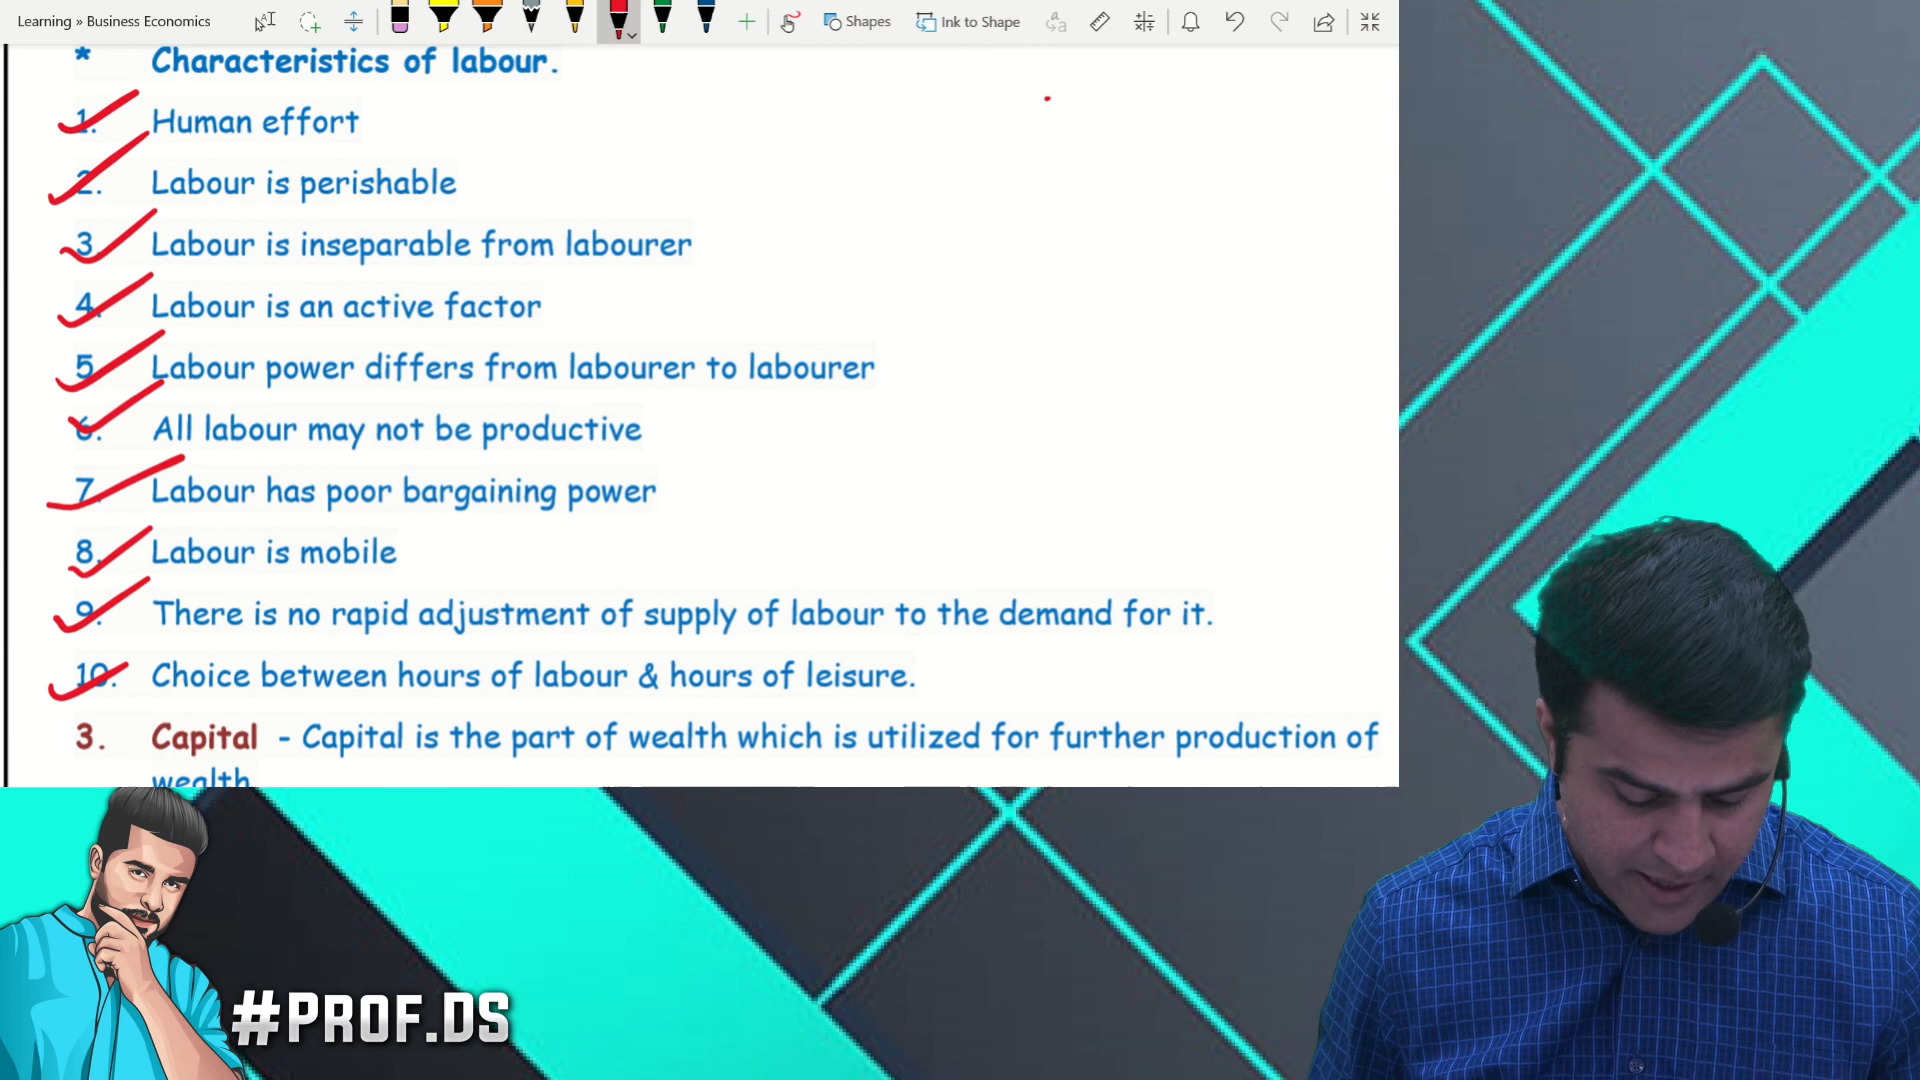 Learning » Business Economics
Shapes
Ink to Shape
* Characteristics of labour.
1. Human effort
2. Labour is perishable
3. Labour is inseparable from labourer
4. Labour is an active factor
5. Labour power differs from labourer to labourer
6. All labour may not be productive
7. Labour has poor bargaining power
8. Labour is mobile
9. There is no rapid adjustment of supply of labour to the demand for it.
10. Choice between hours of labour & hours of leisure.
3. Capital - Capital is the part of wealth which is utilized for further production of
wealth
#PROF.DS